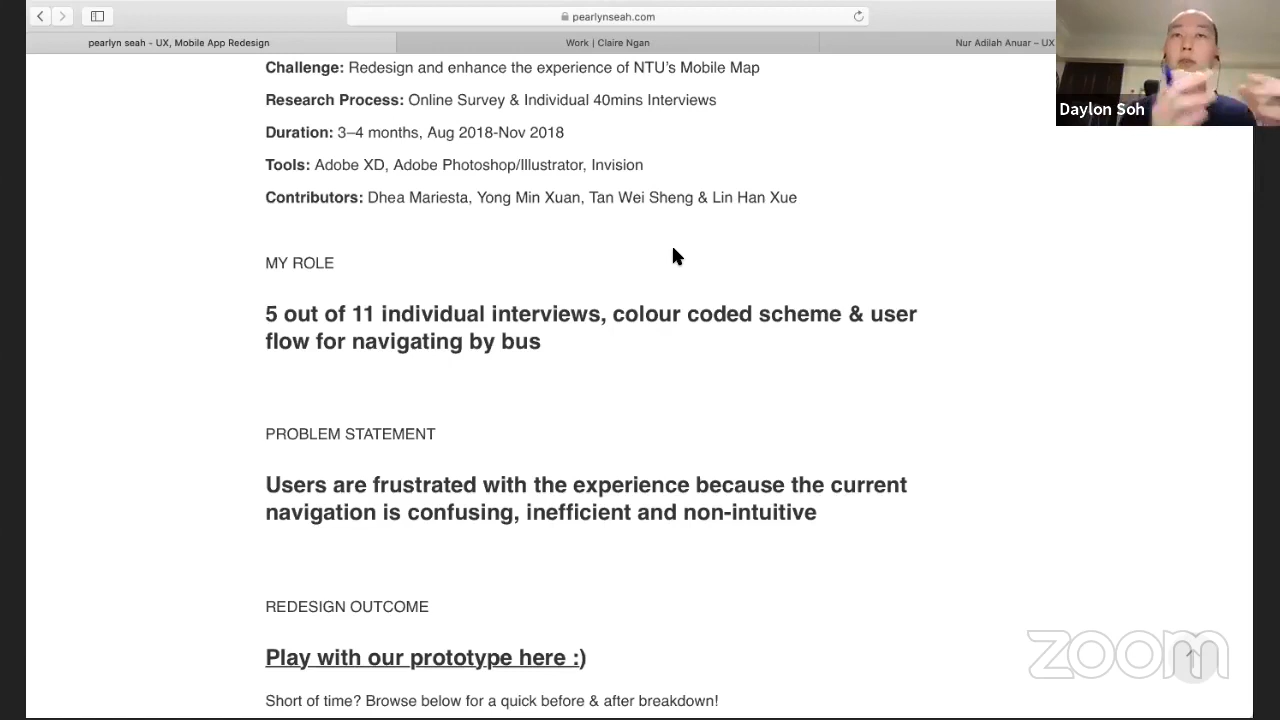 pearlynseah.com
pearlyn seah - UX, Mobile App Redesign
Work | Claire Ngan
Nur Adilah Anuar – UX
Daylon Soh
Challenge: Redesign and enhance the experience of NTU's Mobile Map
Research Process: Online Survey & Individual 40mins Interviews
Duration: 3–4 months, Aug 2018-Nov 2018
Tools: Adobe XD, Adobe Photoshop/Illustrator, Invision
Contributors: Dhea Mariesta, Yong Min Xuan, Tan Wei Sheng & Lin Han Xue
MY ROLE
5 out of 11 individual interviews, colour coded scheme & user
flow for navigating by bus
PROBLEM STATEMENT
Users are frustrated with the experience because the current
navigation is confusing, inefficient and non-intuitive
REDESIGN OUTCOME
Play with our prototype here :)
Short of time? Browse below for a quick before & after breakdown!
zoom